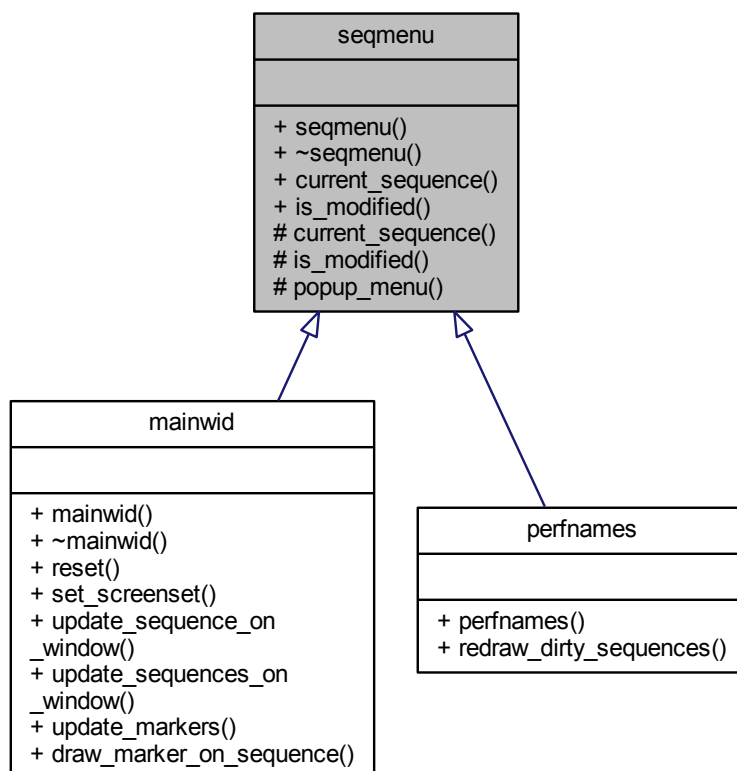 seqmenu
+ seqmenu()
+ ~seqmenu()
+ current_sequence()
+ is_modified()
# current_sequence()
# is_modified()
# popup_menu()
mainwid
+ mainwid()
+ ~mainwid()
+ reset()
+ set_screenset()
+ update_sequence_on
_window()
+ update_sequences_on
_window()
+ update_markers()
+ draw_marker_on_sequence()
perfnames
+ perfnames()
+ redraw_dirty_sequences()